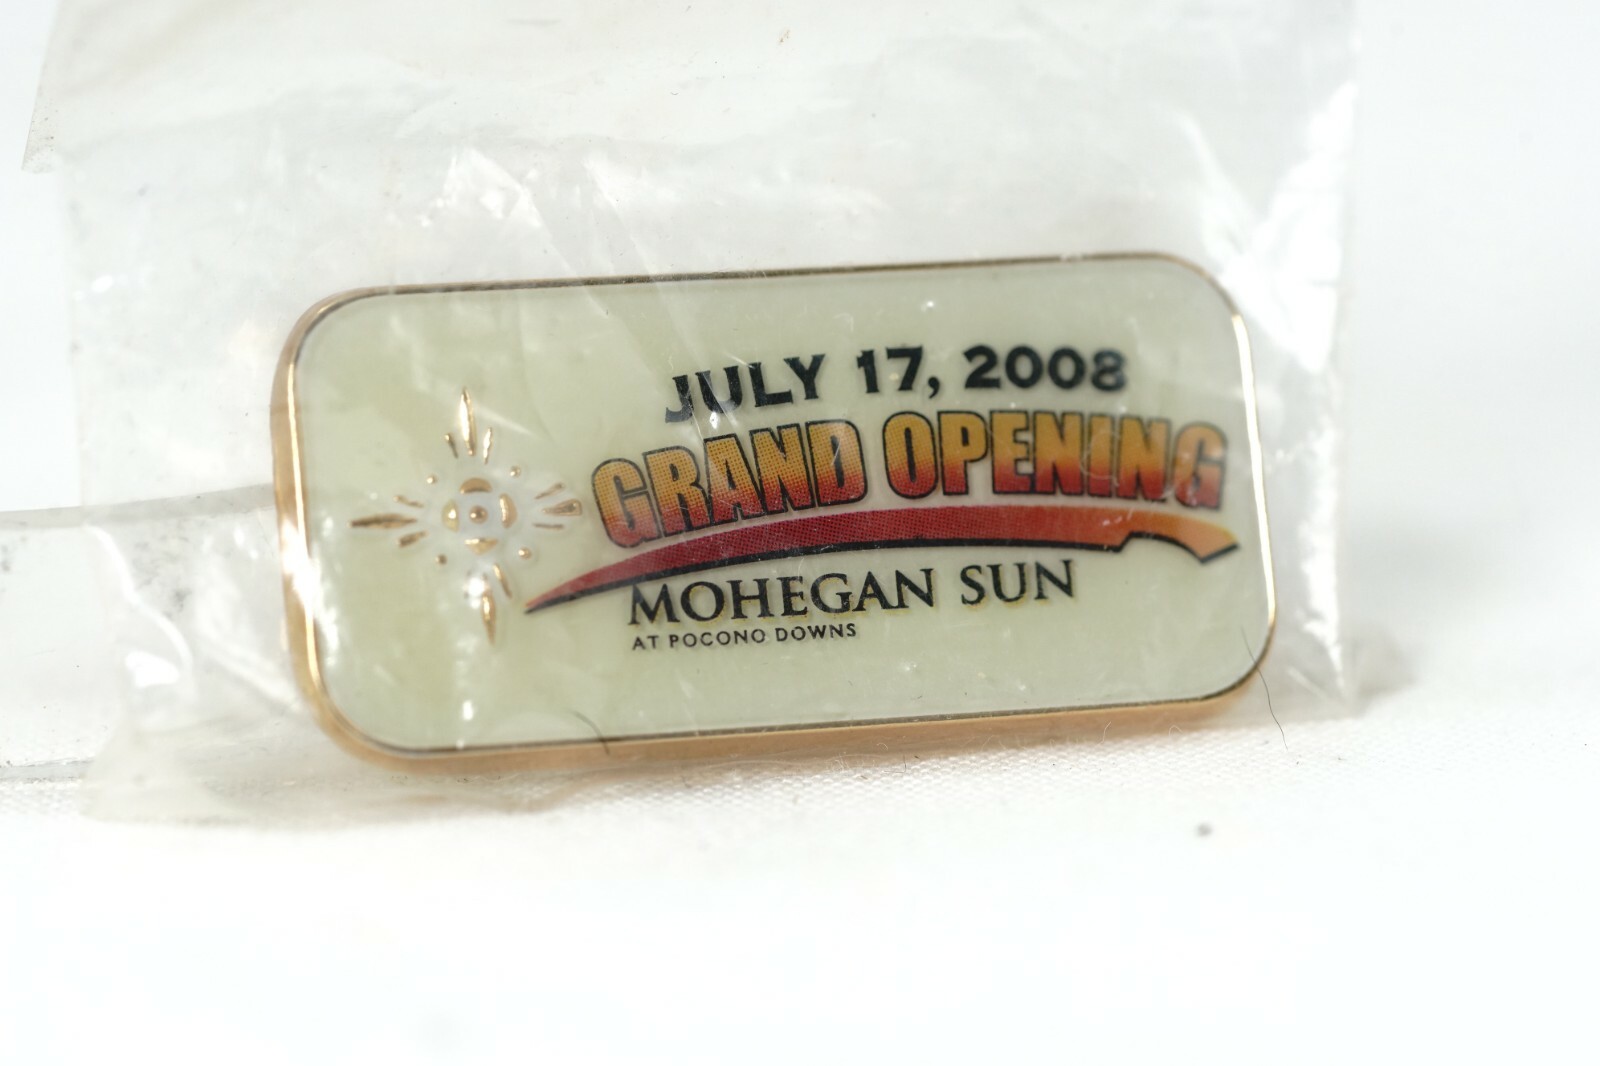 JULY 17, 2008
GRAND OPENING
MOHEGAN SUN
AT POCONO DOWNS